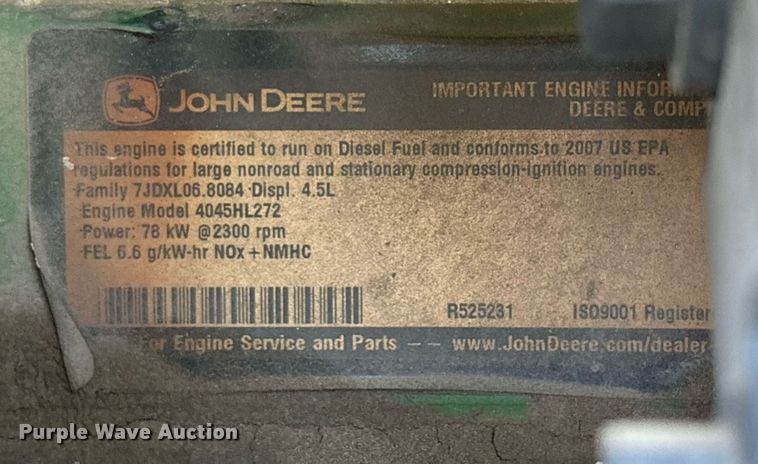 JOHN DEERE
IMPORTANT ENGINE
DEERE &
This engine is certified to run on Diesel Fuel and conforms to 2007 US EPA
regulations for large nonroad and stationary compression-ignition engines.
Family 7JDXL06.8084 Displ. 4.5L
Engine Model 4045HL272
Power: 78 kW @2300 rpm
FEL 6.6 g/kW-hr NOx + NMHC
R525231 ISO9001
For Engine Service and Parts -- www.JohnDeere.com/dealer
Purple Wave Auction